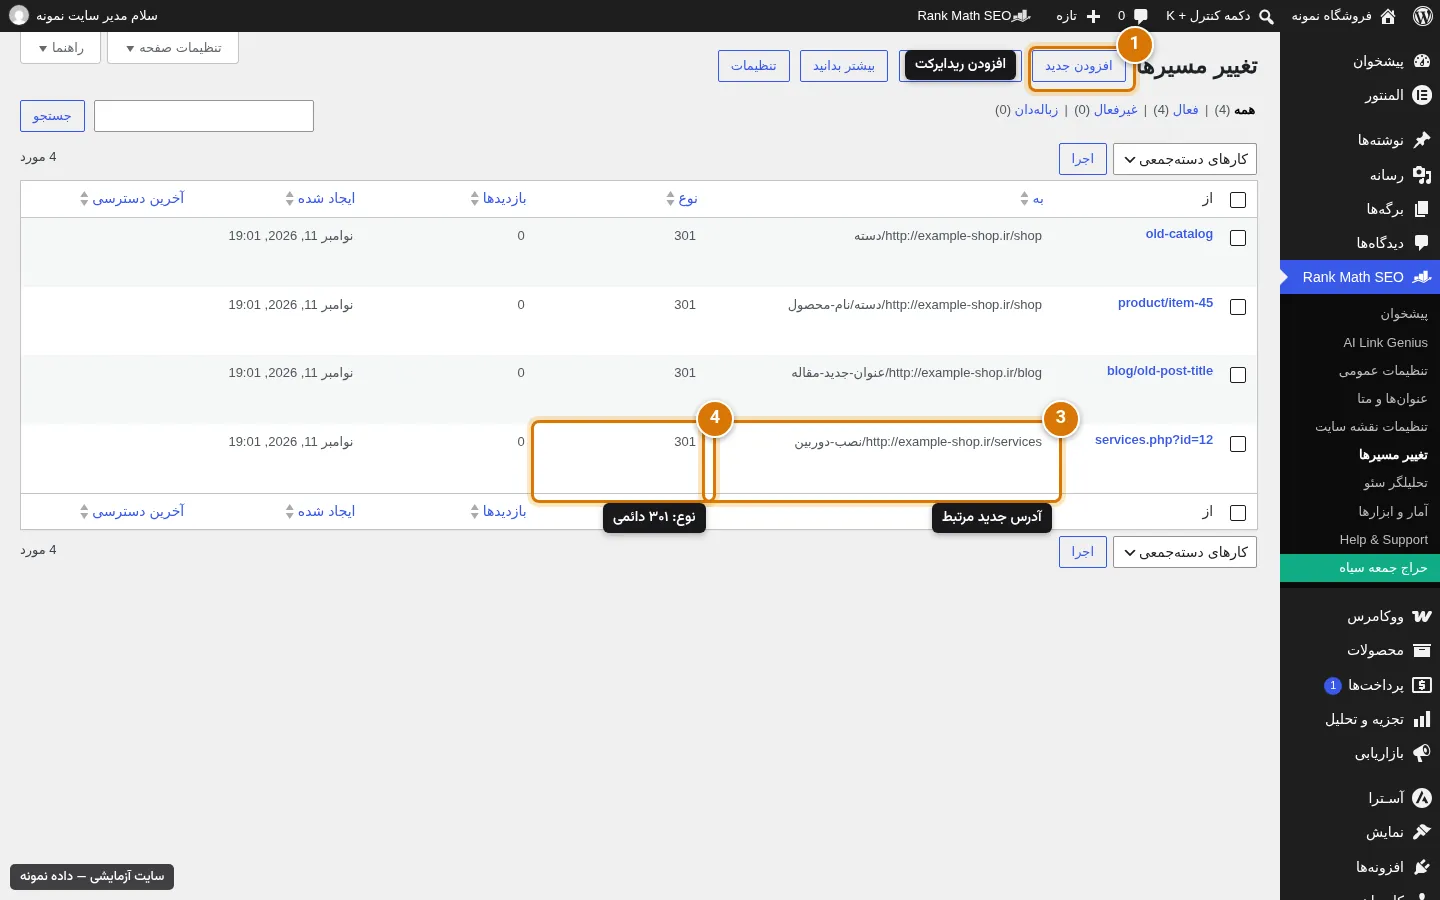 فروشگاه نمونه
دکمه کنترل + K
0
تازه
Rank Math SEO
سلام مدیر سایت نمونه
تنظیمات صفحه
راهنما
تغییر مسیرها
1
افزودن جدید
افزودن ریدایرکت
بیشتر بدانید
تنظیمات
همه (4) | فعال (4) | غیرفعال (0) | زباله‌دان (0)
جستجو
کارهای دسته‌جمعی
اجرا
4 مورد
از به نوع بازدیدها ایجاد شده آخرین دسترسی
old-catalog http://example-shop.ir/shop/دسته 301 0 نوامبر 11, 2026, 19:01
product/item-45 http://example-shop.ir/shop/دسته/نام-محصول 301 0 نوامبر 11, 2026, 19:01
blog/old-post-title http://example-shop.ir/blog/عنوان-جدید-مقاله 301 0 نوامبر 11, 2026, 19:01
3
4
services.php?id=12 http://example-shop.ir/services/نصب-دوربین 301 0 نوامبر 11, 2026, 19:01
از بازدیدها ایجاد شده آخرین دسترسی
آدرس جدید مرتبط
نوع: ۳۰۱ دائمی
کارهای دسته‌جمعی
اجرا
4 مورد
پیشخوان
المنتور
نوشته‌ها
رسانه
برگه‌ها
دیدگاه‌ها
Rank Math SEO
پیشخوان
AI Link Genius
تنظیمات عمومی
عنوان‌ها و متا
تنظیمات نقشه سایت
تغییر مسیرها
تحلیلگر سئو
آمار و ابزارها
Help & Support
حراج جمعه سیاه
ووکامرس
محصولات
پرداخت‌ها 1
تجزیه و تحلیل
بازاریابی
آسترا
نمایش
افزونه‌ها
سایت آزمایشی — داده نمونه